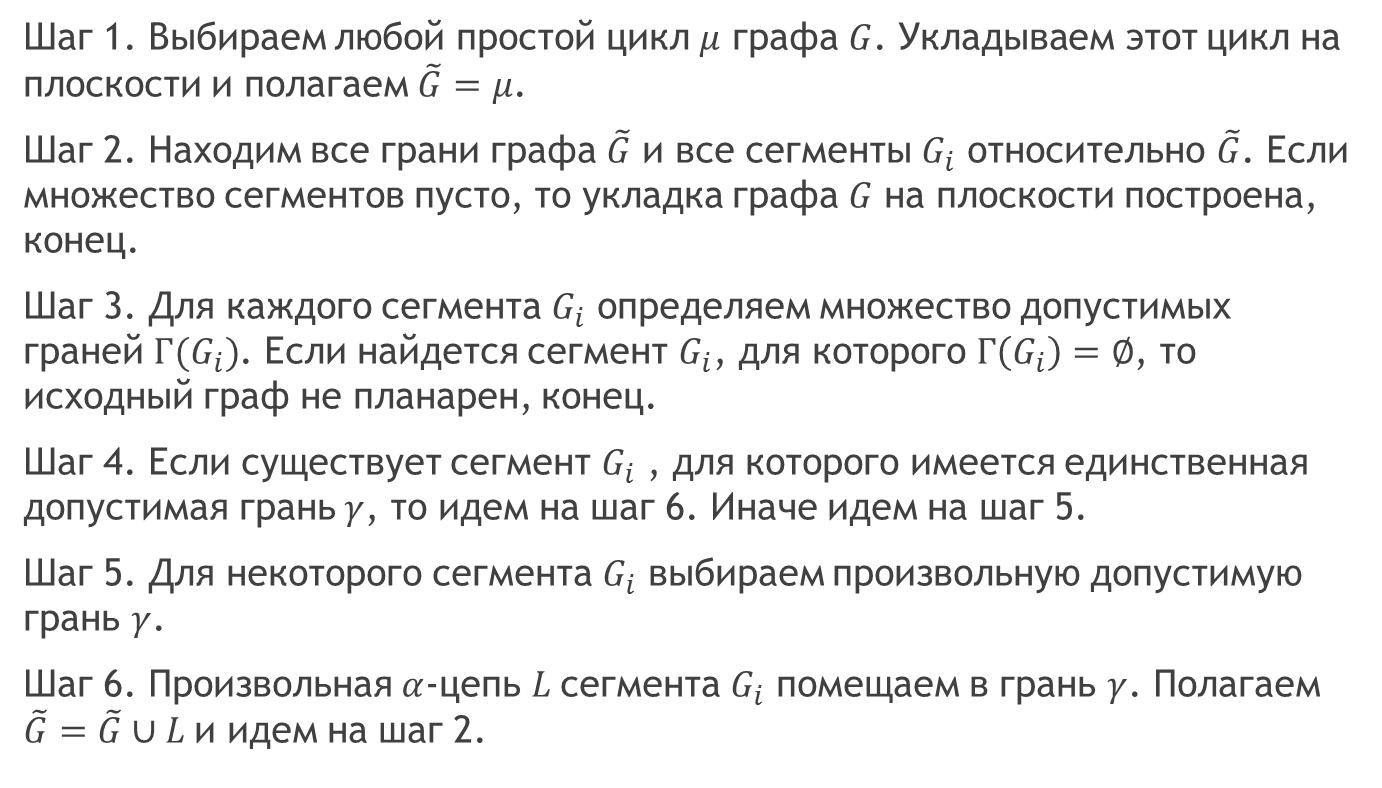 Шаг 1. Выбираем любой простой цикл μ графа G. Укладываем этот цикл на
плоскости и полагаем G̃ = μ.
Шаг 2. Находим все грани графа G̃ и все сегменты Gᵢ относительно G̃. Если
множество сегментов пусто, то укладка графа G на плоскости построена,
конец.
Шаг 3. Для каждого сегмента Gᵢ определяем множество допустимых
граней Γ(Gᵢ). Если найдется сегмент Gᵢ, для которого Γ(Gᵢ) = ∅, то
исходный граф не планарен, конец.
Шаг 4. Если существует сегмент Gᵢ , для которого имеется единственная
допустимая грань γ, то идем на шаг 6. Иначе идем на шаг 5.
Шаг 5. Для некоторого сегмента Gᵢ выбираем произвольную допустимую
грань γ.
Шаг 6. Произвольная α-цепь L сегмента Gᵢ помещаем в грань γ. Полагаем
G̃ = G̃ ∪ L и идем на шаг 2.